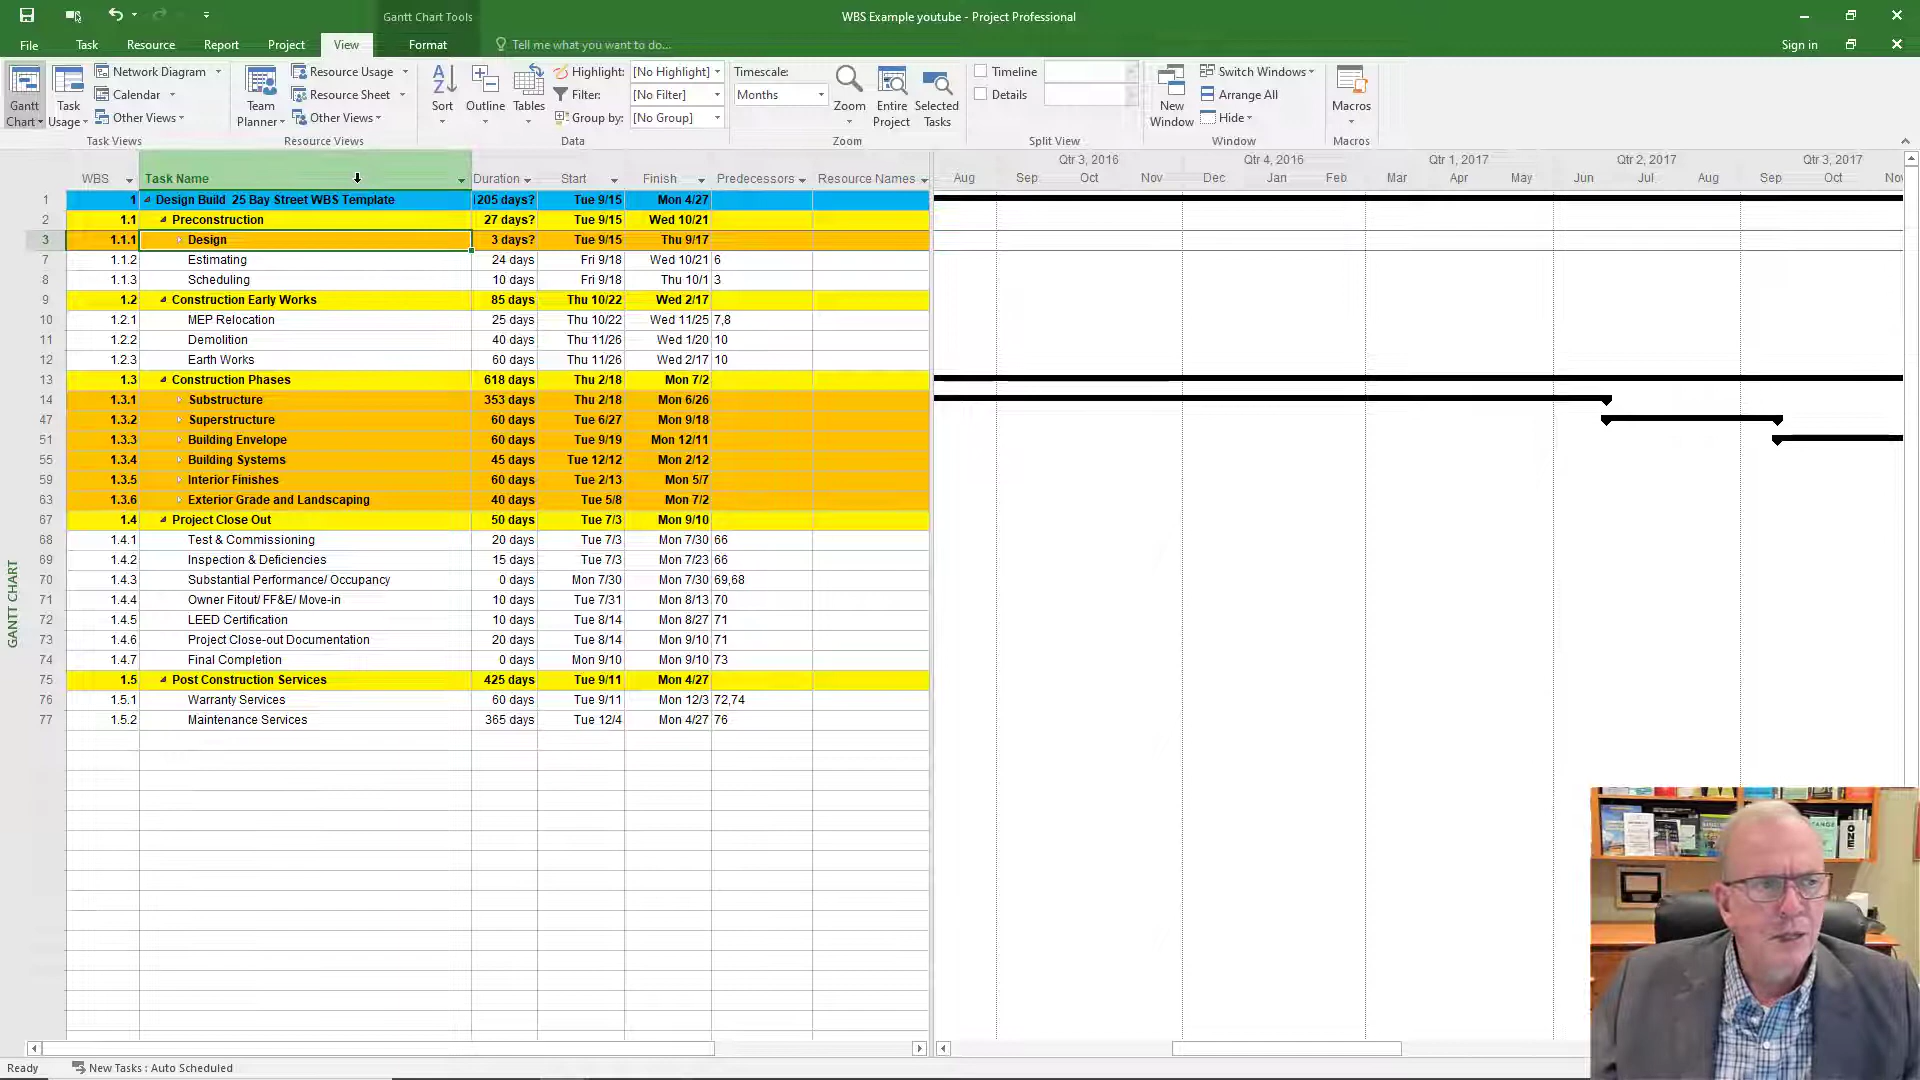 Gantt Chart Tools
WBS Example youtube - Project Professional
File Task Resource Report Project View Format Tell me what you want to do... Sign in
Gantt Chart
Task Usage
Network Diagram
Calendar
Other Views
Task Views
Team Planner
Resource Usage
Resource Sheet
Other Views
Resource Views
Sort
Outline
Tables
Highlight: [No Highlight]
Filter: [No Filter]
Group by: [No Group]
Data
Timescale:
Months
Zoom
Entire Project
Selected Tasks
Zoom
Timeline
Details
Split View
New Window
Switch Windows
Arrange All
Hide
Window
Macros
Macros
Qtr 3, 2016 Qtr 4, 2016 Qtr 1, 2017 Qtr 2, 2017 Qtr 3, 2017
WBS Task Name Duration Start Finish Predecessors Resource Names
Aug Sep Oct Nov Dec Jan Feb Mar Apr May Jun Jul Aug Sep Oct
1 1 Design Build 25 Bay Street WBS Template 205 days? Tue 9/15 Mon 4/27
2 1.1 Preconstruction 27 days? Tue 9/15 Wed 10/21
3 1.1.1 Design 3 days? Tue 9/15 Thu 9/17
7 1.1.2 Estimating 24 days Fri 9/18 Wed 10/21 6
8 1.1.3 Scheduling 10 days Fri 9/18 Thu 10/1 3
9 1.2 Construction Early Works 85 days Thu 10/22 Wed 2/17
10 1.2.1 MEP Relocation 25 days Thu 10/22 Wed 11/25 7,8
11 1.2.2 Demolition 40 days Thu 11/26 Wed 1/20 10
12 1.2.3 Earth Works 60 days Thu 11/26 Wed 2/17 10
13 1.3 Construction Phases 618 days Thu 2/18 Mon 7/2
14 1.3.1 Substructure 353 days Thu 2/18 Mon 6/26
47 1.3.2 Superstructure 60 days Tue 6/27 Mon 9/18
51 1.3.3 Building Envelope 60 days Tue 9/19 Mon 12/11
55 1.3.4 Building Systems 45 days Tue 12/12 Mon 2/12
59 1.3.5 Interior Finishes 60 days Tue 2/13 Mon 5/7
63 1.3.6 Exterior Grade and Landscaping 40 days Tue 5/8 Mon 7/2
67 1.4 Project Close Out 50 days Tue 7/3 Mon 9/10
68 1.4.1 Test & Commissioning 20 days Tue 7/3 Mon 7/30 66
69 1.4.2 Inspection & Deficiencies 15 days Tue 7/3 Mon 7/23 66
70 1.4.3 Substantial Performance/ Occupancy 0 days Mon 7/30 Mon 7/30 69,68
71 1.4.4 Owner Fitout/ FF&E/ Move-in 10 days Tue 7/31 Mon 8/13 70
72 1.4.5 LEED Certification 10 days Tue 8/14 Mon 8/27 71
73 1.4.6 Project Close-out Documentation 20 days Tue 8/14 Mon 9/10 71
74 1.4.7 Final Completion 0 days Mon 9/10 Mon 9/10 73
75 1.5 Post Construction Services 425 days Tue 9/11 Mon 4/27
76 1.5.1 Warranty Services 60 days Tue 9/11 Mon 12/3 72,74
77 1.5.2 Maintenance Services 365 days Tue 12/4 Mon 4/27 76
GANTT CHART
ONE
Ready New Tasks : Auto Scheduled